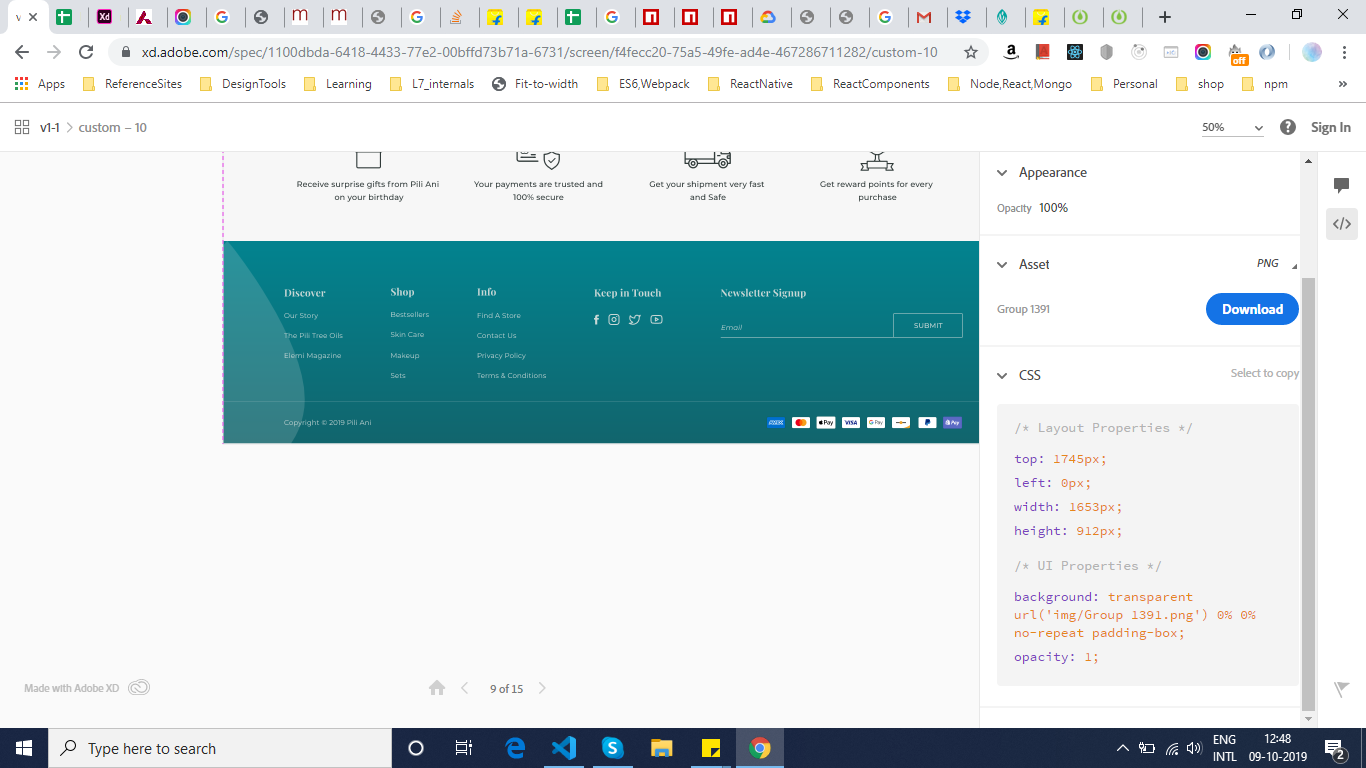 v
Xd
xd.adobe.com/spec/1100dbda-6418-4433-77e2-00bffd73b71a-6731/screen/f4fecc20-75a5-49fe-ad4e-467286711282/custom-10
off
Apps ReferenceSites DesignTools Learning L7_internals Fit-to-width ES6,Webpack ReactNative ReactComponents Node,React,Mongo Personal shop npm »
v1-1 custom – 10
50% Sign In
Receive surprise gifts from Pili Ani
on your birthday
Your payments are trusted and
100% secure
Get your shipment very fast
and Safe
Get reward points for every
purchase
Discover
Our Story
The Pili Tree Oils
Elemi Magazine
Shop
Bestsellers
Skin Care
Makeup
Sets
Info
Find A Store
Contact Us
Privacy Policy
Terms & Conditions
Keep in Touch
Newsletter Signup
Email
SUBMIT
Copyright © 2019 Pili Ani
Pay VISA G Pay Pay
Made with Adobe XD
9 of 15
Appearance
Opacity 100%
Asset PNG
Group 1391 Download
CSS Select to copy
/* Layout Properties */
top: 1745px;
left: 0px;
width: 1653px;
height: 912px;
/* UI Properties */
background: transparent
url('img/Group 1391.png') 0% 0%
no-repeat padding-box;
opacity: 1;
Type here to search
ENG
INTL
12:48
09-10-2019
2